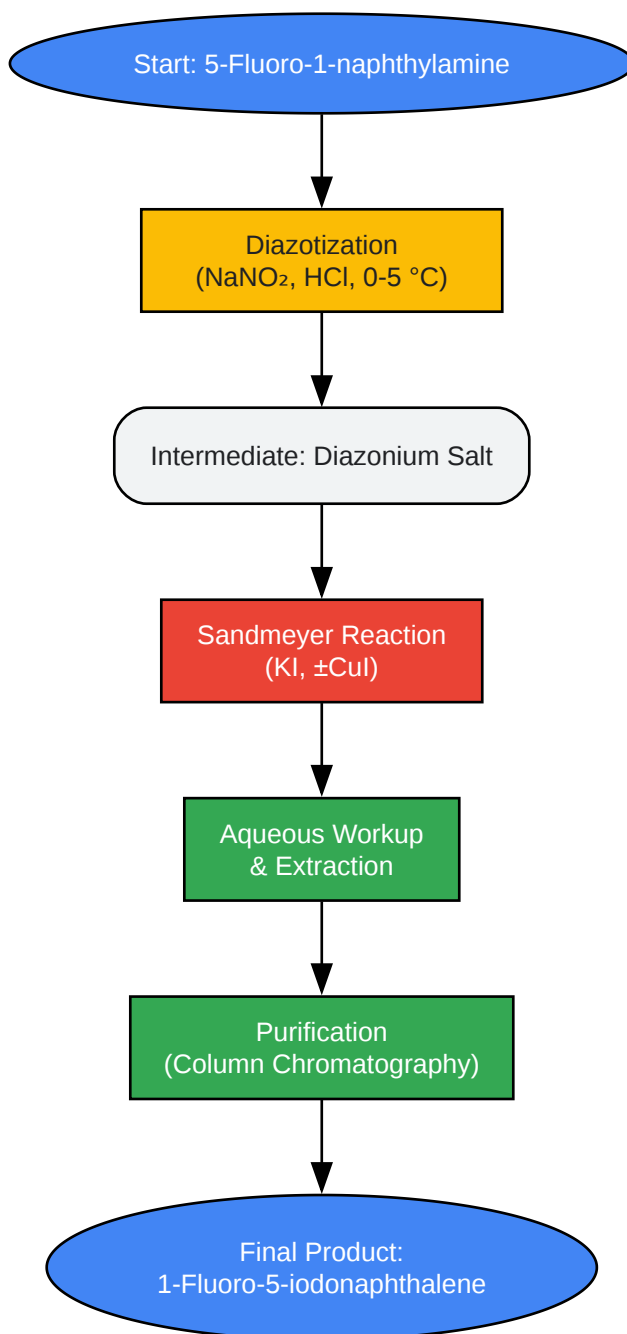 Start: 5-Fluoro-1-naphthylamine
Diazotization
(NaNO₂, HCl, 0-5 °C)
Intermediate: Diazonium Salt
Sandmeyer Reaction
(KI, ±CuI)
Aqueous Workup
& Extraction
Purification
(Column Chromatography)
Final Product:
1-Fluoro-5-iodonaphthalene